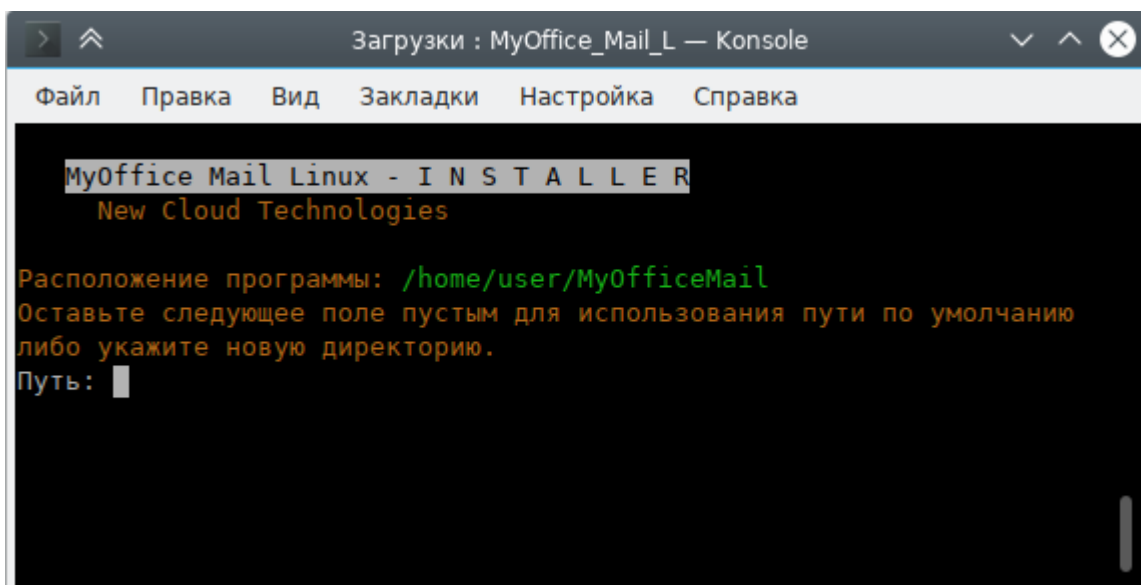 Загрузки : MyOffice_Mail_L — Konsole
Файл Правка Вид Закладки Настройка Справка
MyOffice Mail Linux - I N S T A L L E R
New Cloud Technologies
Расположение программы: /home/user/MyOfficeMail
Оставьте следующее поле пустым для использования пути по умолчанию
либо укажите новую директорию.
Путь: